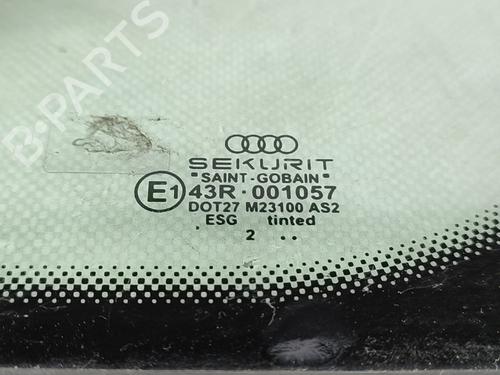 B-PARTS
SEKURIT
"SAINT-GOBAIN"
E1 43R-001057
DOT27 M23100 AS2
ESG tinted
2 ..